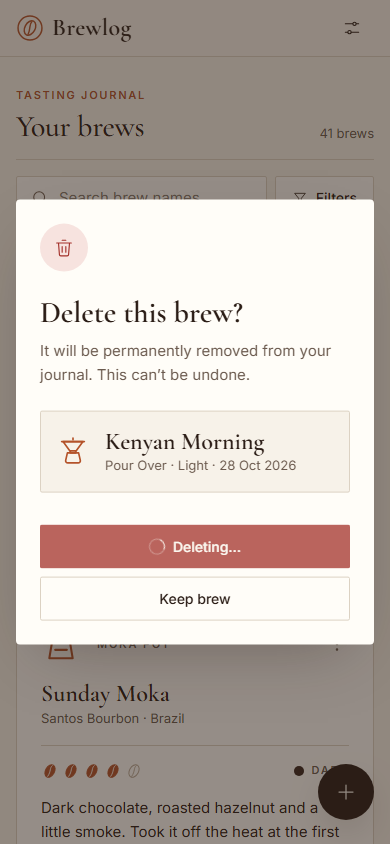 Brewlog
TASTING JOURNAL
Your brews
41 brews
Search brew names
Filters
Delete this brew?
It will be permanently removed from your
journal. This can’t be undone.
Kenyan Morning
Pour Over · Light · 28 Oct 2026
Deleting…
Keep brew
MOKA POT
Sunday Moka
Santos Bourbon · Brazil
Dark chocolate, roasted hazelnut and a
little smoke. Took it off the heat at the first